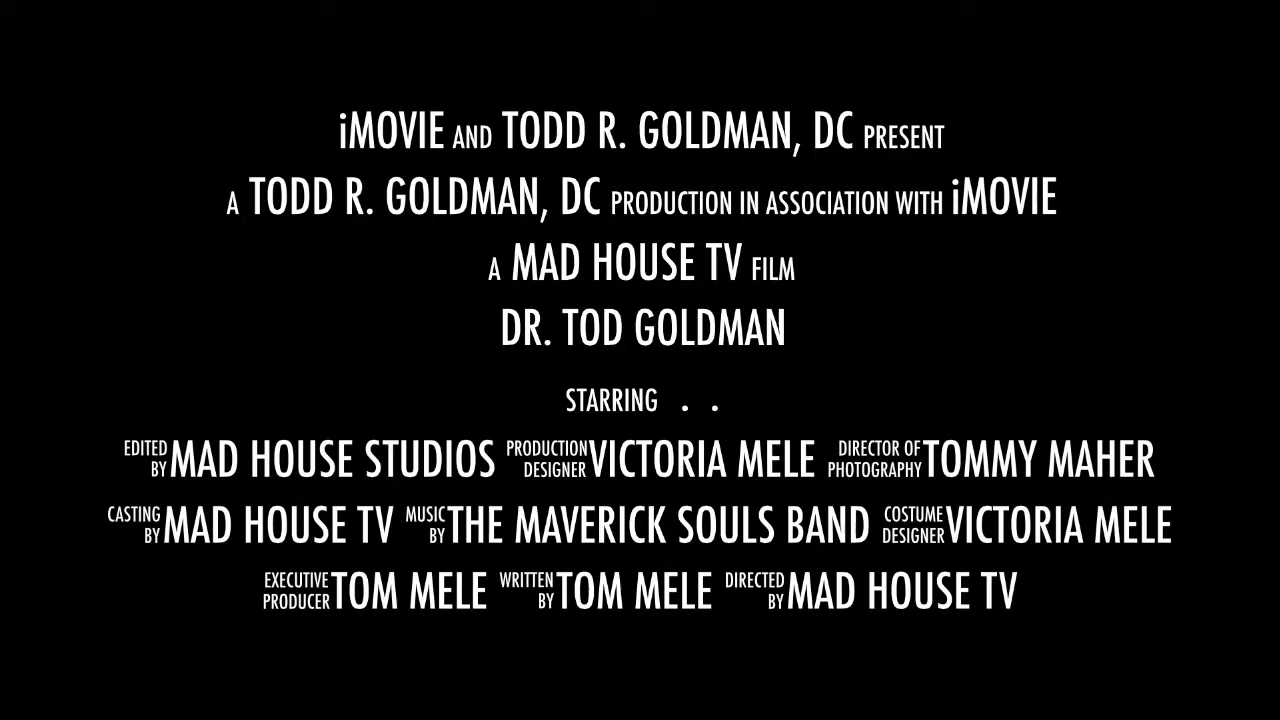 iMOVIE AND TODD R. GOLDMAN, DC PRESENT
A TODD R. GOLDMAN, DC PRODUCTION IN ASSOCIATION WITH iMOVIE
A MAD HOUSE TV FILM
DR. TOD GOLDMAN
STARRING . .
EDITED BY MAD HOUSE STUDIOS PRODUCTION DESIGNER VICTORIA MELE DIRECTOR OF PHOTOGRAPHY TOMMY MAHER
CASTING BY MAD HOUSE TV MUSIC BY THE MAVERICK SOULS BAND COSTUME DESIGNER VICTORIA MELE
EXECUTIVE PRODUCER TOM MELE WRITTEN BY TOM MELE DIRECTED BY MAD HOUSE TV